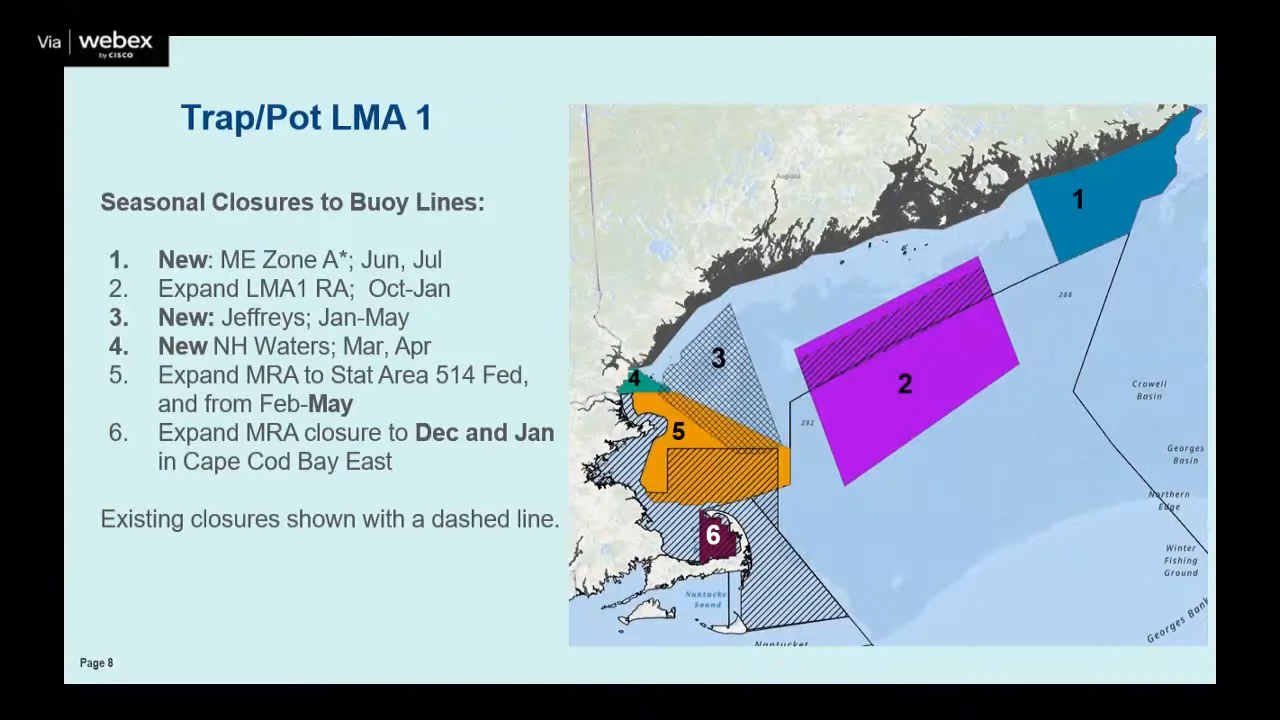 Via webex
by CISCO
Trap/Pot LMA 1
Seasonal Closures to Buoy Lines:
1. New: ME Zone A*; Jun, Jul
2. Expand LMA1 RA; Oct-Jan
3. New: Jeffreys; Jan-May
4. New NH Waters; Mar, Apr
5. Expand MRA to Stat Area 514 Fed,
and from Feb-May
6. Expand MRA closure to Dec and Jan
in Cape Cod Bay East
Existing closures shown with a dashed line.
Page 8
Augusta
1
288
3
4
2
292
5
6
Crowell
Basin
Georges
Basin
Northern
Edge
Winter
Fishing
Ground
Georges Bank
Nantucke
Sound
Nantucket